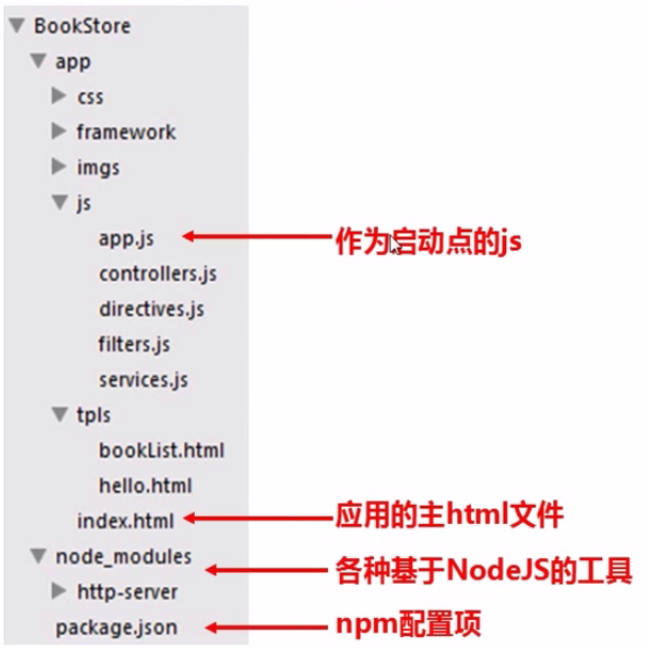 BookStore
app
css
framework
imgs
js
app.js
作为启动点的js
controllers.js
directives.js
filters.js
services.js
tpls
bookList.html
hello.html
index.html
应用的主html文件
node_modules
各种基于NodeJS的工具
http-server
package.json
npm配置项